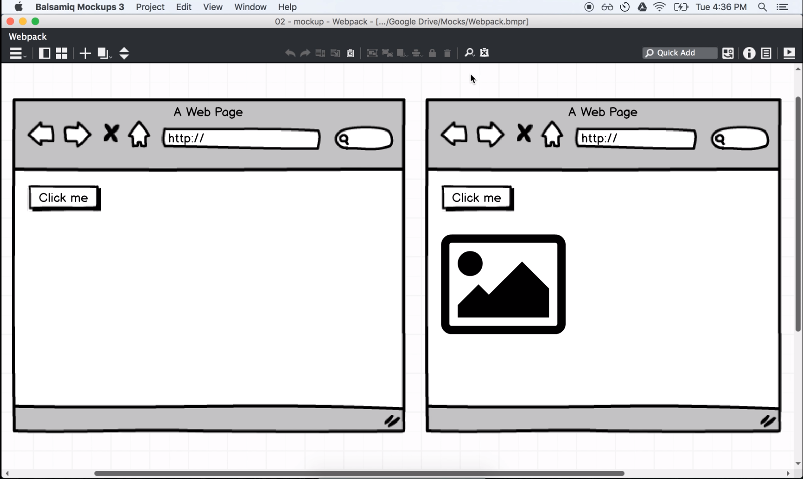 Balsamiq Mockups 3 Project Edit View Window Help Tue 4:36 PM
02 - mockup - Webpack - [.../Google Drive/Mocks/Webpack.bmpr]
Webpack
Quick Add
A Web Page
http://
Click me
A Web Page
http://
Click me